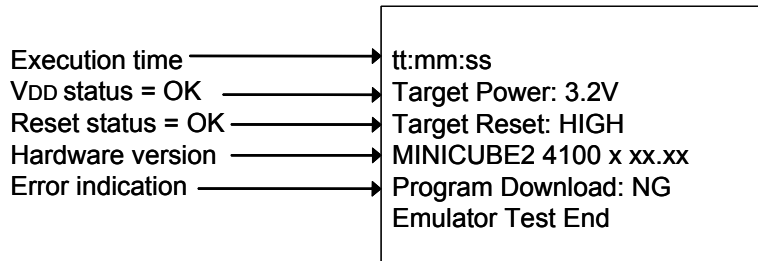 Execution time tt:mm:ss
VDD status = OK Target Power: 3.2V
Reset status = OK Target Reset: HIGH
Hardware version MINICUBE2 4100 x xx.xx
Error indication Program Download: NG
Emulator Test End